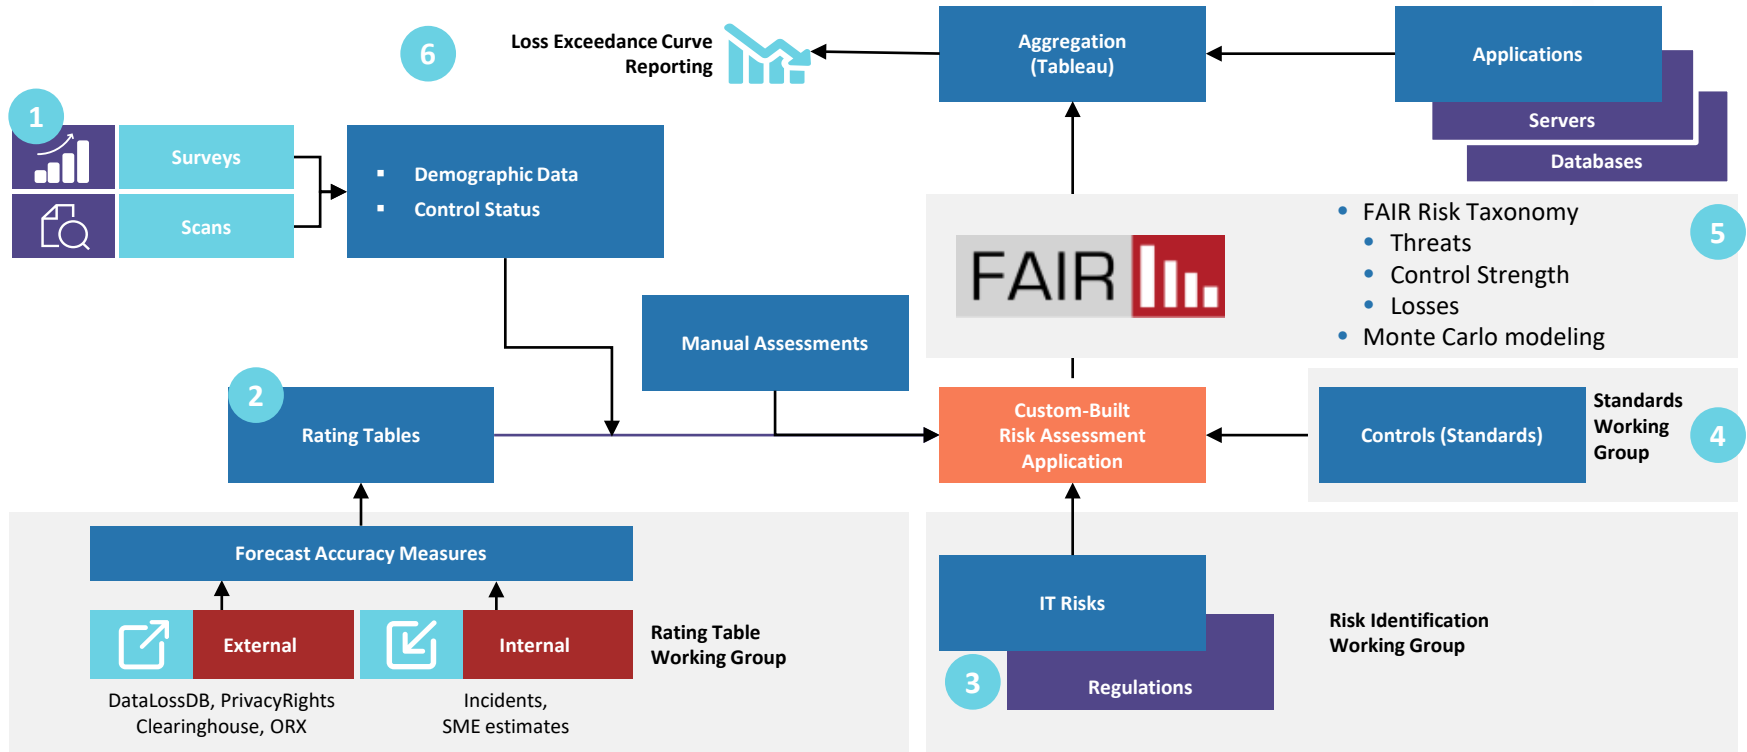 6
Loss Exceedance Curve
Reporting
Aggregation
(Tableau)
Applications
Servers
Databases
1
Surveys
Scans
▪ Demographic Data
▪ Control Status
FAIR
• FAIR Risk Taxonomy
• Threats
• Control Strength
• Losses
• Monte Carlo modeling
5
Manual Assessments
2
Rating Tables
Custom-Built
Risk Assessment
Application
Controls (Standards)
Standards
Working
Group
4
Forecast Accuracy Measures
External
Internal
Rating Table
Working Group
DataLossDB, PrivacyRights
Clearinghouse, ORX
Incidents,
SME estimates
IT Risks
3
Regulations
Risk Identification
Working Group